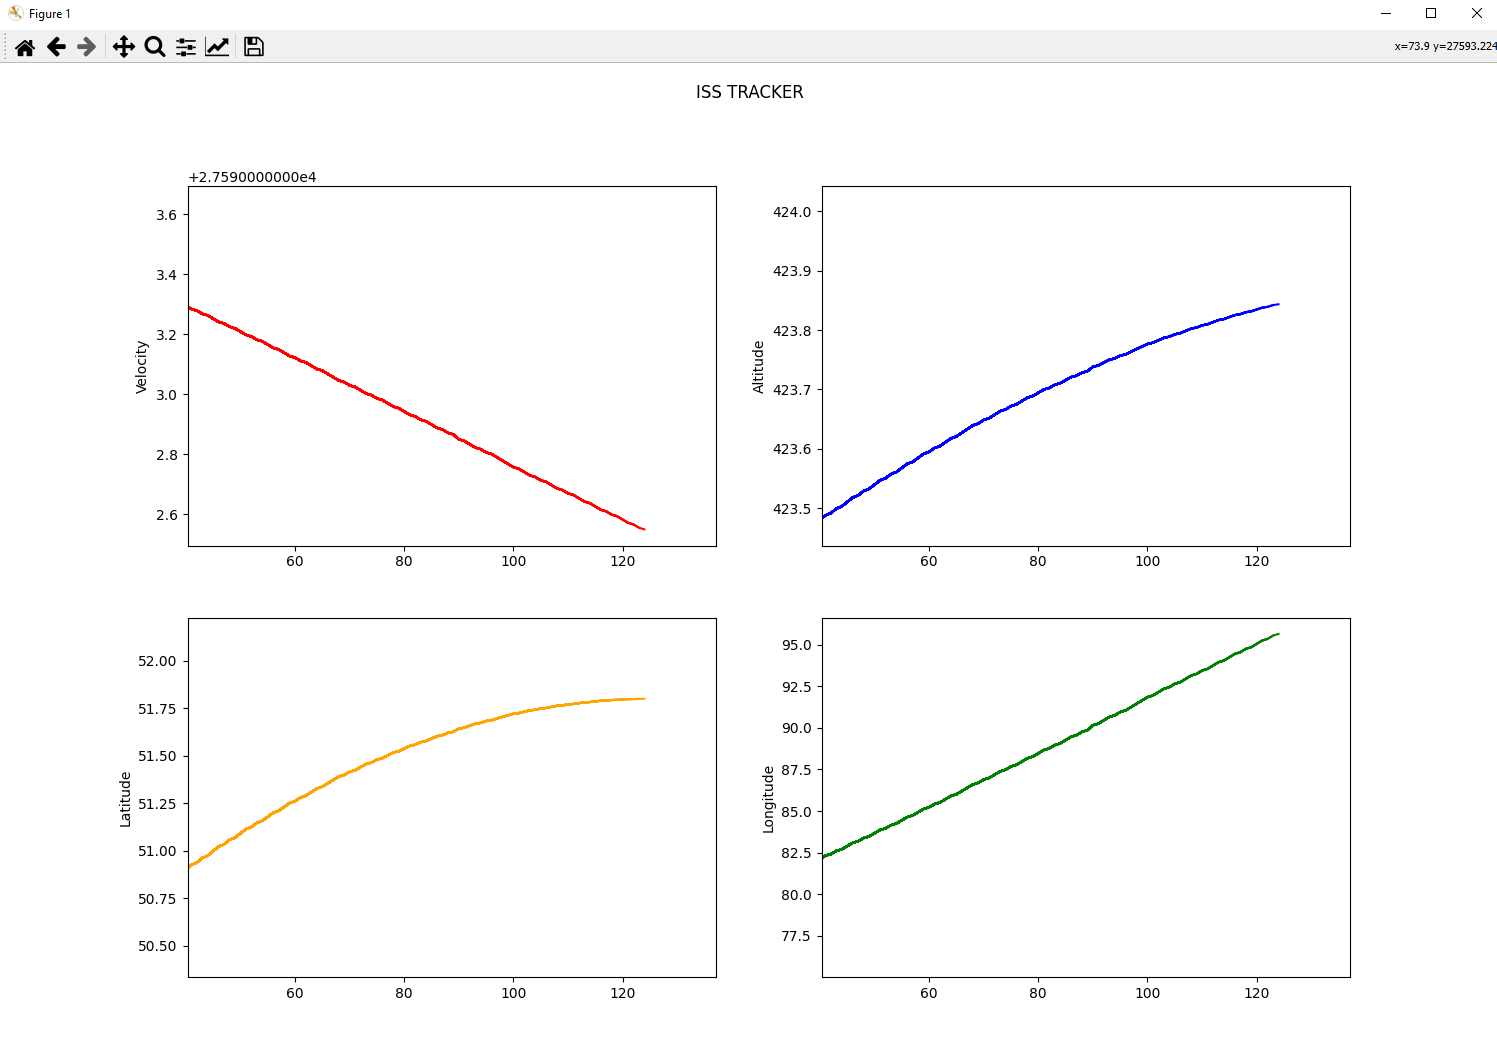 Figure 1
x=73.9 y=27593.224
ISS TRACKER
+2.7590000000e4
3.6
3.4
3.2
3.0
2.8
2.6
Velocity
60 80 100 120
424.0
423.9
423.8
423.7
423.6
423.5
Altitude
60 80 100 120
52.00
51.75
51.50
51.25
51.00
50.75
50.50
Latitude
60 80 100 120
95.0
92.5
90.0
87.5
85.0
82.5
80.0
77.5
Longitude
60 80 100 120